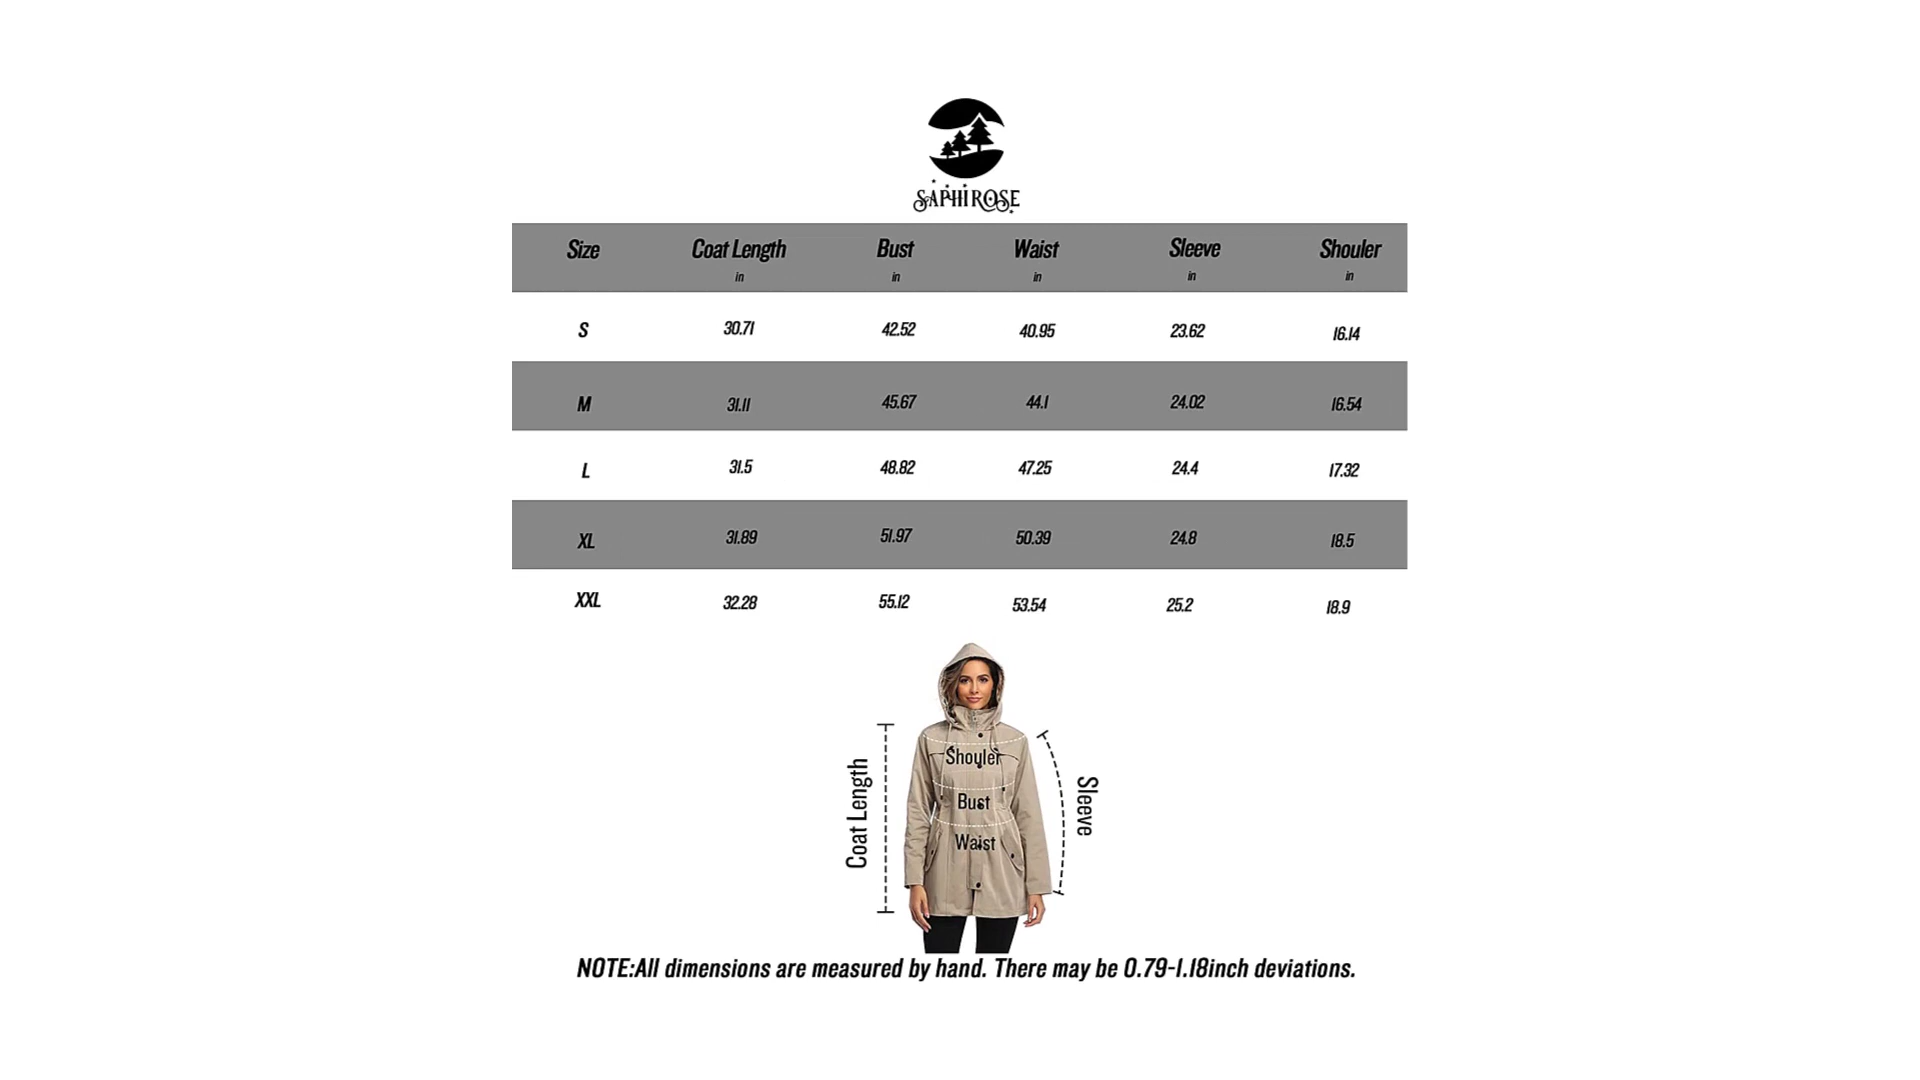 SAPHIROSE
Size Coat Length Bust Waist Sleeve Shouler
in in in in in
S 30.71 42.52 40.95 23.62 16.14
M 31.11 45.67 44.1 24.02 16.54
L 31.5 48.82 47.25 24.4 17.32
XL 31.89 51.97 50.39 24.8 18.5
XXL 32.28 55.12 53.54 25.2 18.9
Shouler
Bust
Waist
Coat Length
Sleeve
NOTE:All dimensions are measured by hand. There may be 0.79-1.18inch deviations.